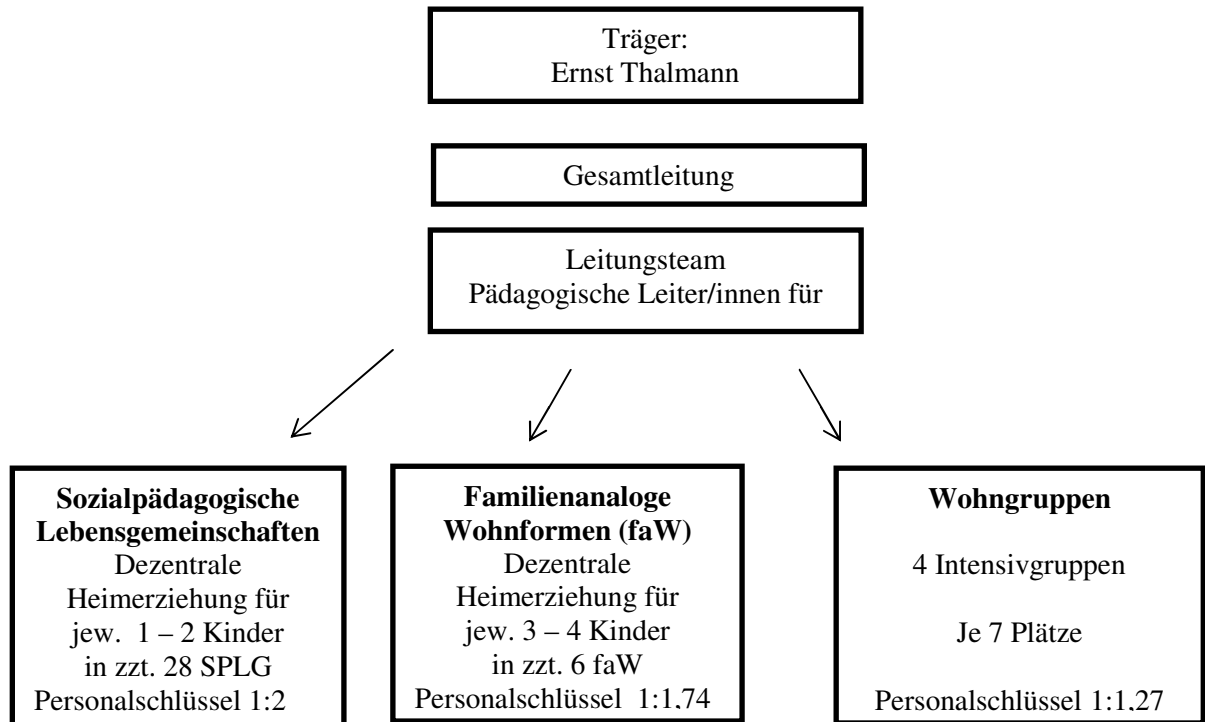 Träger:
Ernst Thalmann
Gesamtleitung
Leitungsteam
Pädagogische Leiter/innen für
Sozialpädagogische
Lebensgemeinschaften
Dezentrale
Heimerziehung für
jew. 1 – 2 Kinder
in zzt. 28 SPLG
Personalschlüssel 1:2
Familienanaloge
Wohnformen (faW)
Dezentrale
Heimerziehung für
jew. 3 – 4 Kinder
in zzt. 6 faW
Personalschlüssel 1:1,74
Wohngruppen
4 Intensivgruppen
Je 7 Plätze
Personalschlüssel 1:1,27